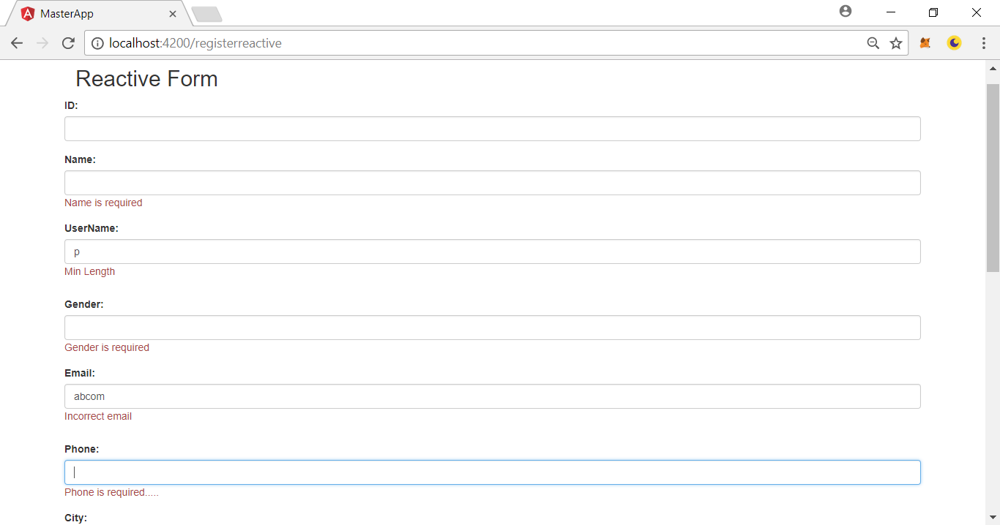 MasterApp
localhost:4200/registerreactive
Reactive Form
ID:
Name:
Name is required
UserName:
p
Min Length
Gender:
Gender is required
Email:
abcom
Incorrect email
Phone:
Phone is required.....
City: